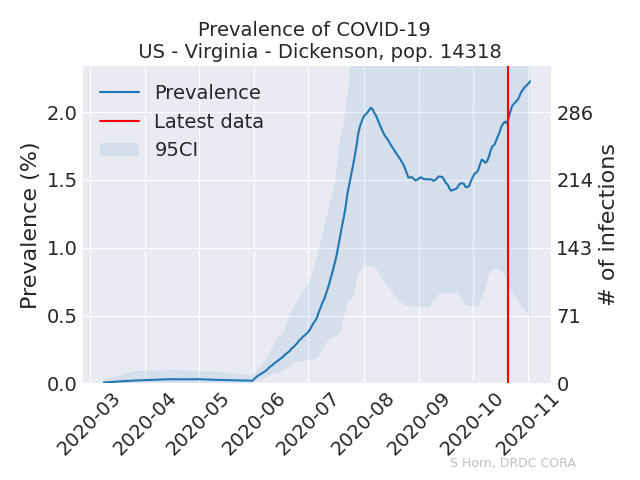 Prevalence of COVID-19
US - Virginia - Dickenson, pop. 14318
Prevalence
Latest data
95CI
Prevalence (%)
2.0
1.5
1.0
0.5
0.0
# of infections
286
214
143
71
0
2020-03
2020-04
2020-05
2020-06
2020-07
2020-08
2020-09
2020-10
2020-11
S Horn, DRDC CORA